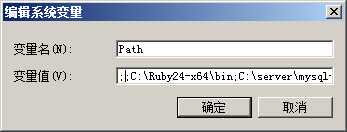 编辑系统变量
变量名(N):
Path
变量值(V):
;;C:\Ruby24-x64\bin;C:\server\mysql-
确定
取消